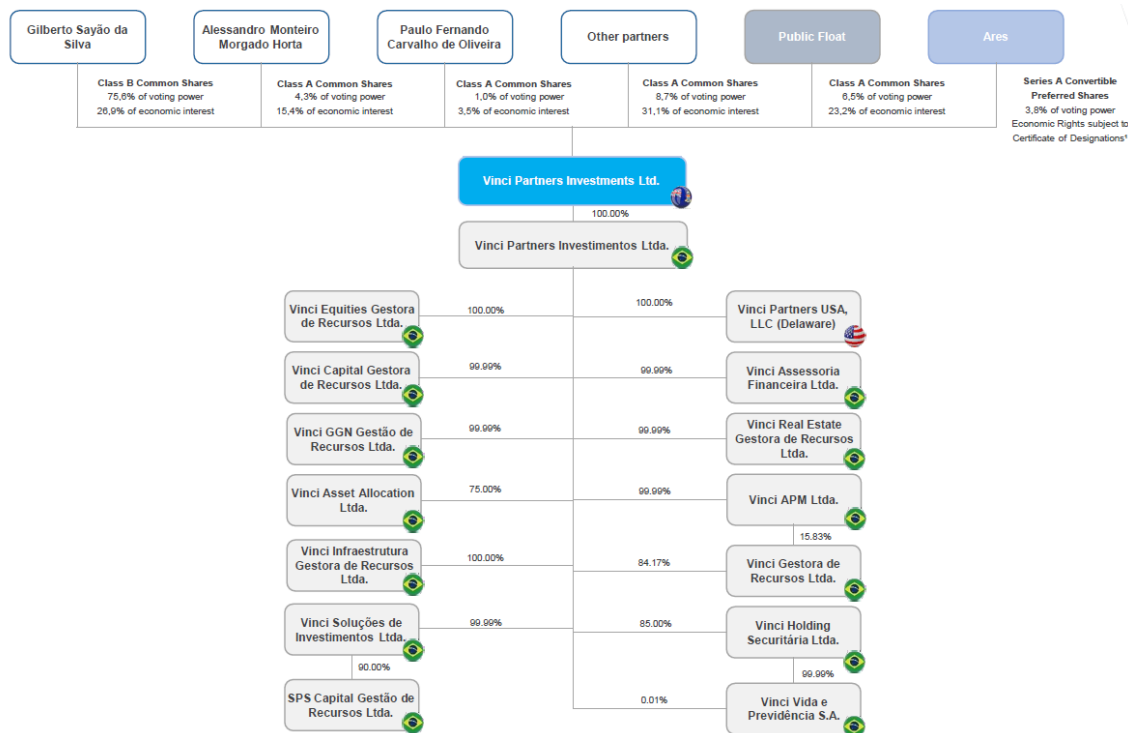 Gilberto Sayão da
Silva
Alessandro Monteiro
Morgado Horta
Paulo Fernando
Carvalho de Oliveira
Other partners
Public Float
Ares
Class B Common Shares
75,6% of voting power
26,9% of economic interest
Class A Common Shares
4,3% of voting power
15,4% of economic interest
Class A Common Shares
1,0% of voting power
3,5% of economic interest
Class A Common Shares
8,7% of voting power
31,1% of economic interest
Class A Common Shares
6,5% of voting power
23,2% of economic interest
Series A Convertible
Preferred Shares
3,8% of voting power
Economic Rights subject to
Certificate of Designations¹
Vinci Partners Investments Ltd.
100.00%
Vinci Partners Investimentos Ltda.
Vinci Equities Gestora
de Recursos Ltda.
100.00%
100.00%
Vinci Partners USA,
LLC (Delaware)
Vinci Capital Gestora
de Recursos Ltda.
99.99%
99.99%
Vinci Assessoria
Financeira Ltda.
Vinci GGN Gestão de
Recursos Ltda.
99.99%
99.99%
Vinci Real Estate
Gestora de Recursos
Ltda.
Vinci Asset Allocation
Ltda.
75.00%
99.99%
Vinci APM Ltda.
15.83%
Vinci Infraestrutura
Gestora de Recursos
Ltda.
100.00%
84.17%
Vinci Gestora de
Recursos Ltda.
Vinci Soluções de
Investimentos Ltda.
99.99%
85.00%
Vinci Holding
Securitária Ltda.
90.00%
99.99%
SPS Capital Gestão de
Recursos Ltda.
0.01%
Vinci Vida e
Previdência S.A.